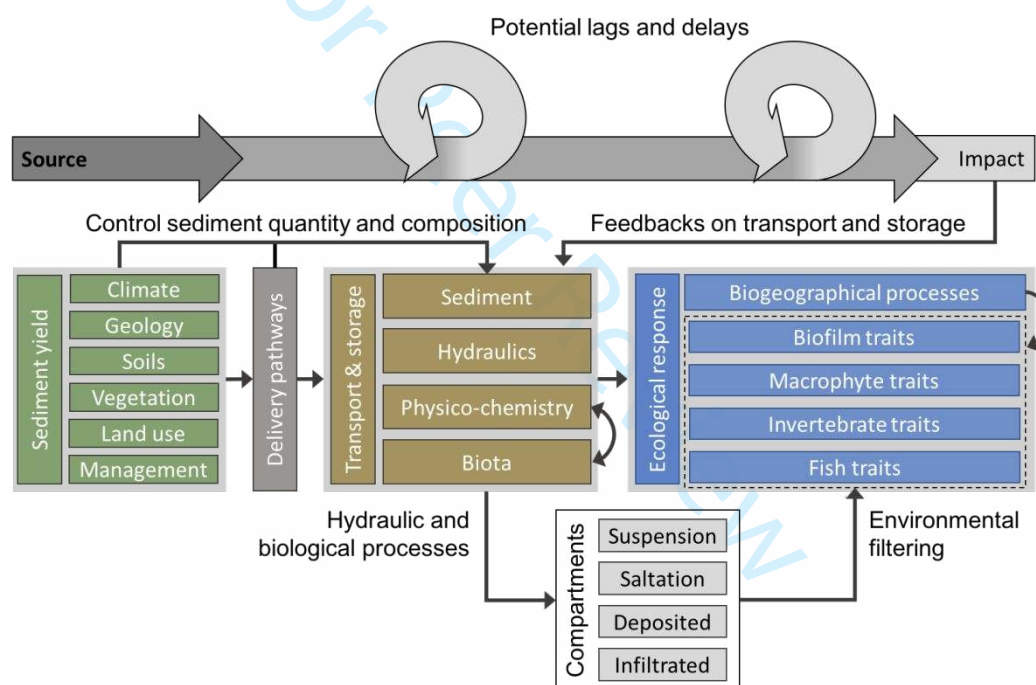 Potential lags and delays
Source
Impact
Control sediment quantity and composition
Feedbacks on transport and storage
Sediment yield
Climate
Geology
Soils
Vegetation
Land use
Management
Delivery pathways
Transport & storage
Sediment
Hydraulics
Physico-chemistry
Biota
Ecological response
Biogeographical processes
Biofilm traits
Macrophyte traits
Invertebrate traits
Fish traits
Hydraulic and
biological processes
Compartments
Suspension
Saltation
Deposited
Infiltrated
Environmental
filtering
or Peer Review